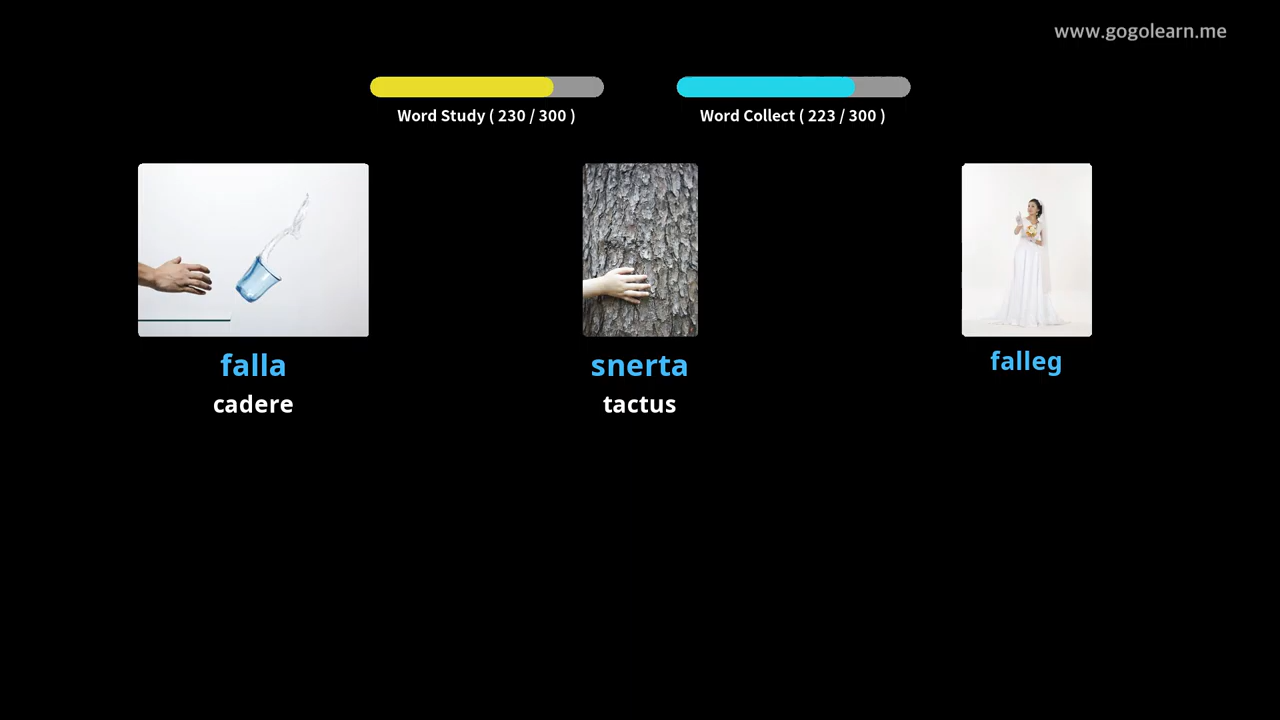 www.gogolearn.me
Word Study ( 230 / 300 )
Word Collect ( 223 / 300 )
falla
snerta
falleg
cadere
tactus